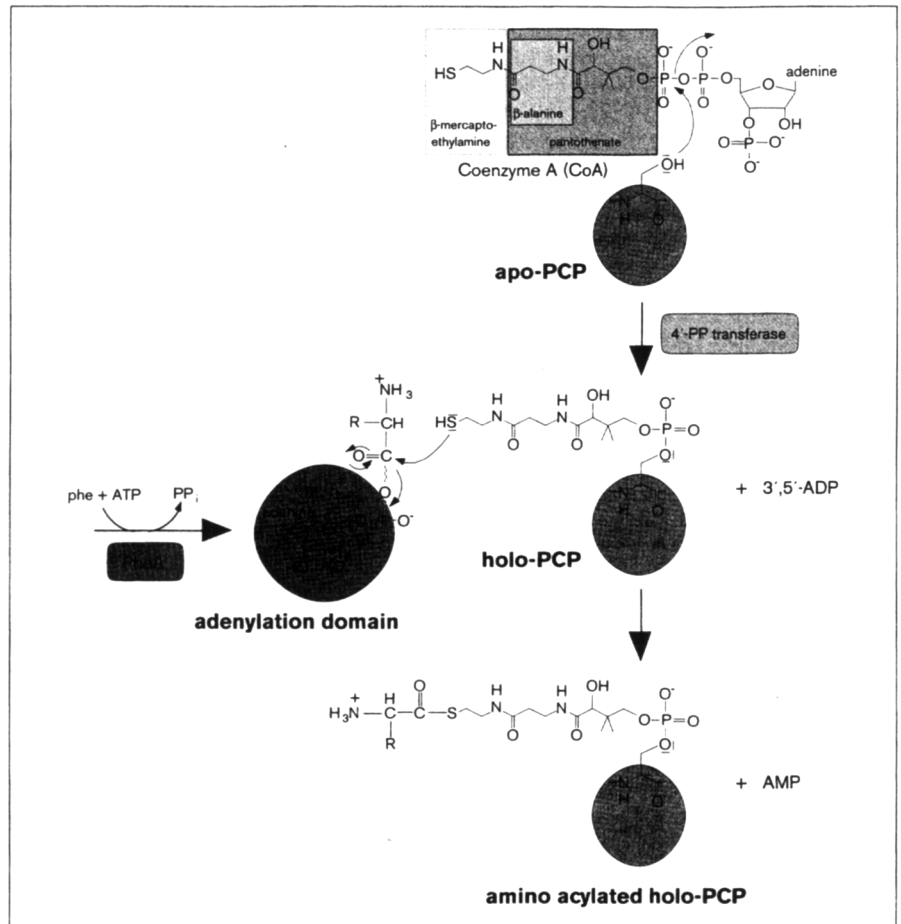 H
N
H
N
OH
O⁻
O⁻
HS
O
O
O
P
O
P
O
O
adenine
O
O
O
OH
β-mercapto-
ethylamine
β-alanine
pantothenate
O=P–O⁻
O⁻
Coenzyme A (CoA)
OH
N
H
O
apo-PCP
4´-PP transferase
+
NH₃
R–CH
O=C
O
O⁻
HS
H
N
O
H
N
O
OH
O⁻
O–P=O
O
phe + ATP
PPᵢ
N
H
O
+ 3´,5´-ADP
holo-PCP
adenylation domain
+
H₃N
H
C
R
O
C
S
H
N
O
H
N
O
OH
O⁻
O–P=O
O
N
H
O
+ AMP
amino acylated holo-PCP